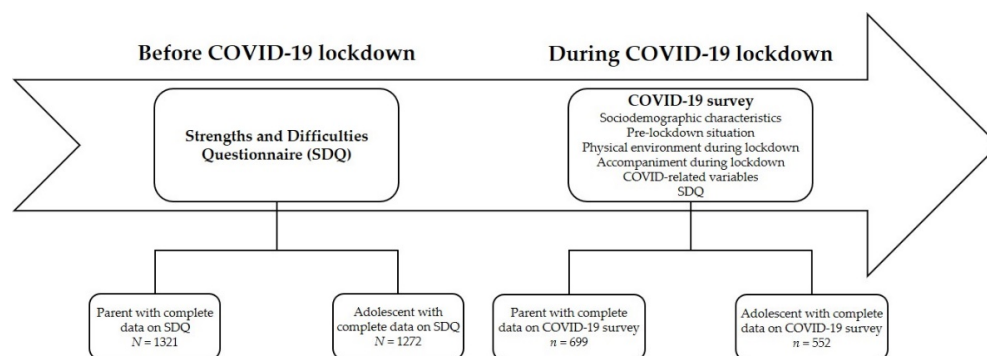 Before COVID-19 lockdown
During COVID-19 lockdown
Strengths and Difficulties
Questionnaire (SDQ)
COVID-19 survey
Sociodemographic characteristics
Pre-lockdown situation
Physical environment during lockdown
Accompaniment during lockdown
COVID-related variables
SDQ
Parent with complete
data on SDQ
N = 1321
Adolescent with
complete data on SDQ
N = 1272
Parent with complete
data on COVID-19 survey
n = 699
Adolescent with complete
data on COVID-19 survey
n = 552